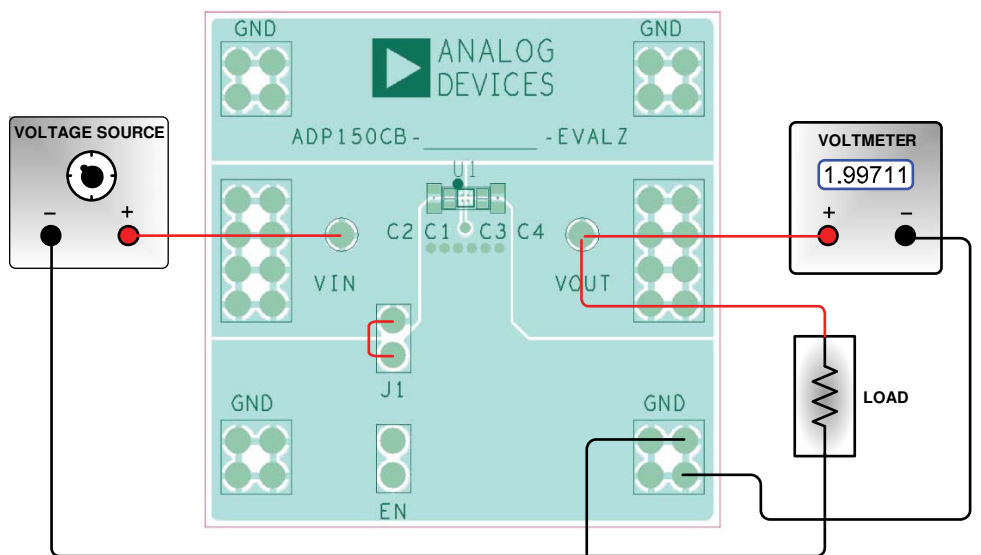 GND
GND
ANALOG
DEVICES
ADP150CB-__________-EVALZ
VOLTAGE SOURCE
- +
VOLTMETER
1.99711
+ -
U1
C2 C1 C3 C4
VIN
VOUT
J1
LOAD
GND
GND
EN